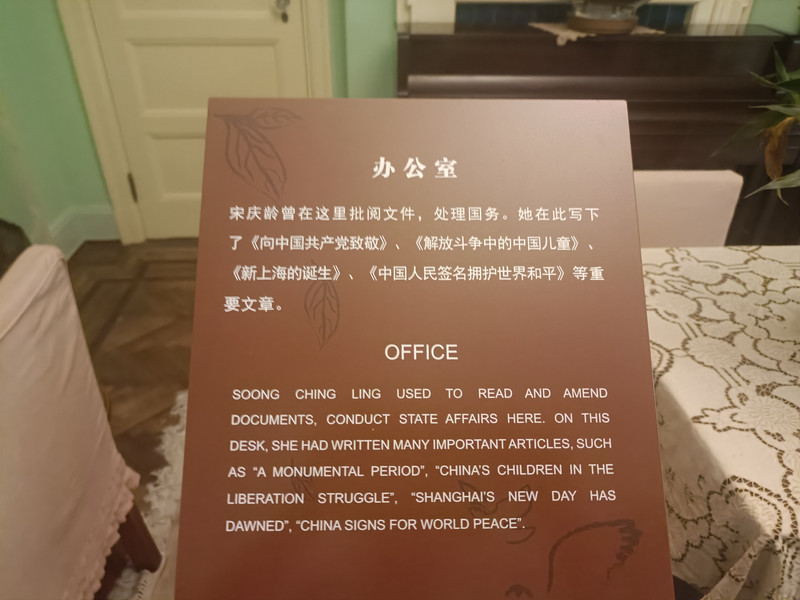 办公室
宋庆龄曾在这里批阅文件，处理国务。她在此写下
了《向中国共产党致敬》、《解放斗争中的中国儿童》、
《新上海的诞生》、《中国人民签名拥护世界和平》等重
要文章。
OFFICE
SOONG CHING LING USED TO READ AND AMEND
DOCUMENTS, CONDUCT STATE AFFAIRS HERE. ON THIS
DESK, SHE HAD WRITTEN MANY IMPORTANT ARTICLES, SUCH
AS “A MONUMENTAL PERIOD”, “CHINA’S CHILDREN IN THE
LIBERATION STRUGGLE”, “SHANGHAI’S NEW DAY HAS
DAWNED”, “CHINA SIGNS FOR WORLD PEACE”.